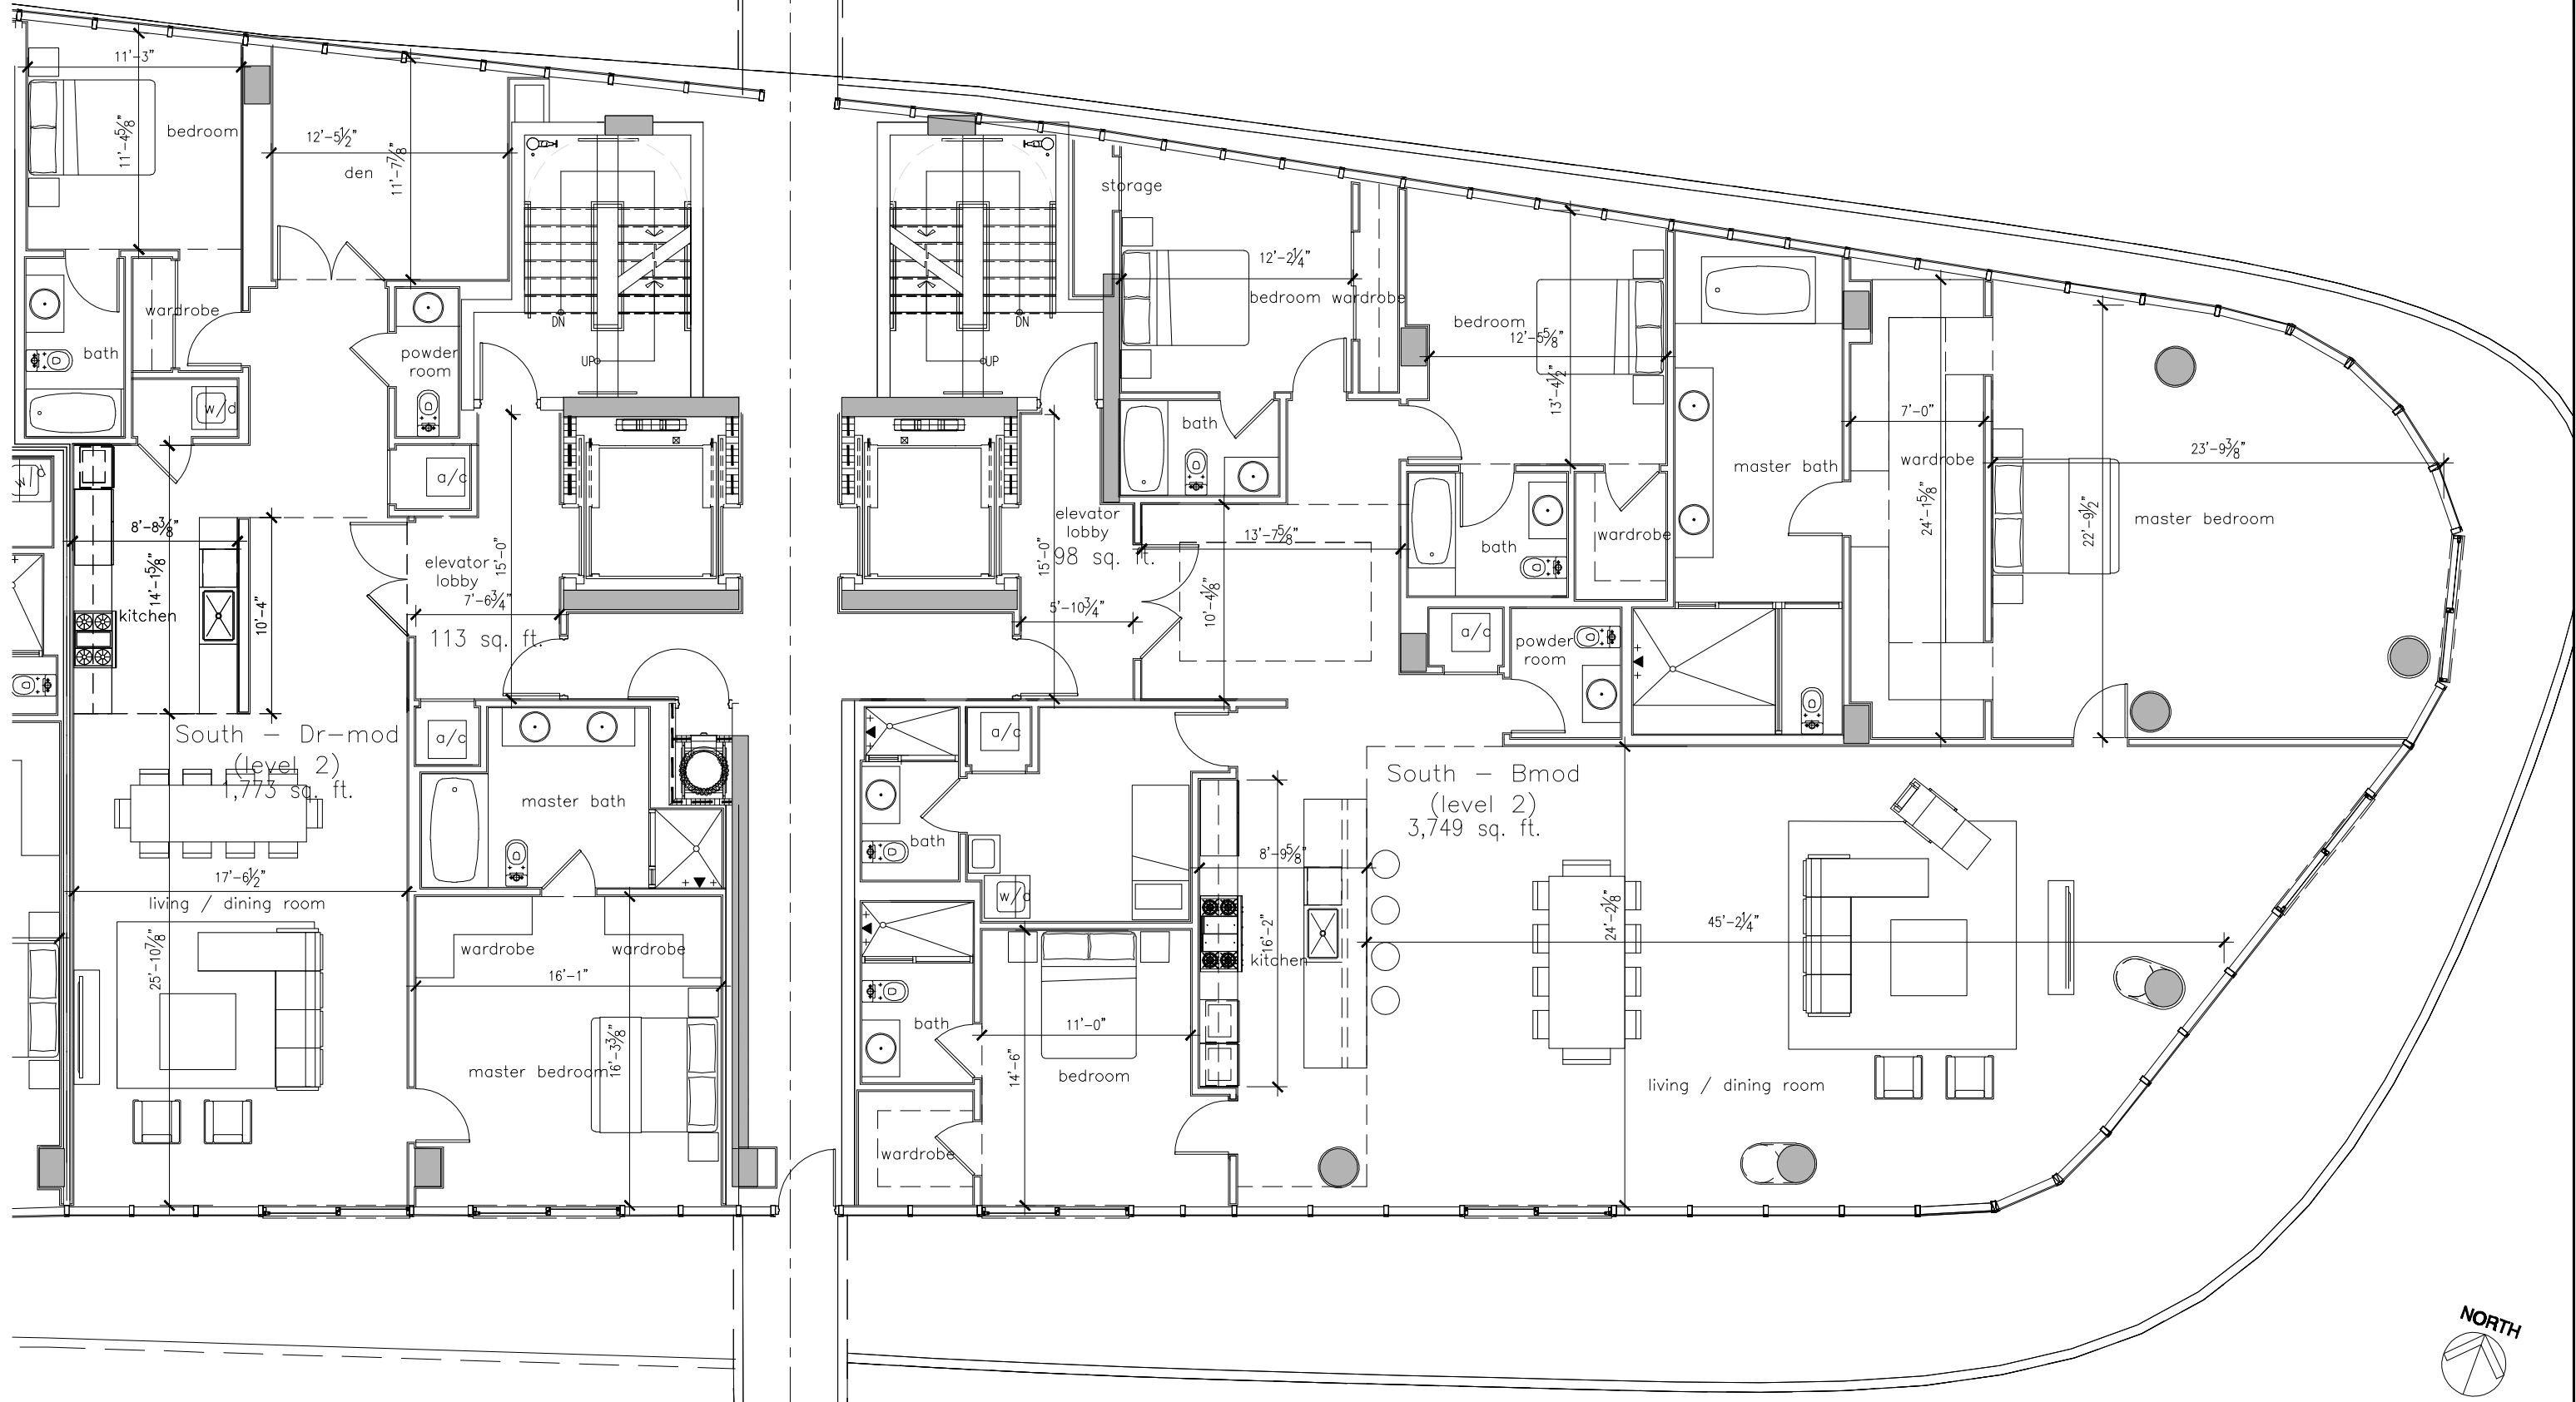 11'-3"
bedroom
11'-4⅝"
12'-5½"
den
11'-7⅞"
storage
12'-2¼"
bedroom
wardrobe
bedroom
12'-5⅝"
13'-4½"
wardrobe
bath
powder
room
DN
UP
DN
UP
w/d
a/c
bath
master bath
7'-0"
wardrobe
24'-1⅝"
23'-9⅜"
22'-9½"
master bedroom
8'-8⅜"
14'-1⅝"
kitchen
10'-4"
elevator
lobby
15'-0"
7'-6¾"
113 sq. ft.
elevator
lobby
98 sq. ft.
15'-0"
5'-10¾"
13'-7⅝"
10'-4⅛"
bath
wardrobe
a/c
powder
room
South - Dr-mod
(level 2)
1,773 sq. ft.
a/c
master bath
a/c
bath
w/d
South - Bmod
(level 2)
3,749 sq. ft.
8'-9⅝"
16'-2"
kitchen
17'-6½"
living / dining room
25'-10⅞"
wardrobe
wardrobe
16'-1"
16'-3⅜"
master bedroom
bath
wardrobe
11'-0"
14'-6"
bedroom
24'-2⅛"
45'-2¼"
living / dining room
NORTH